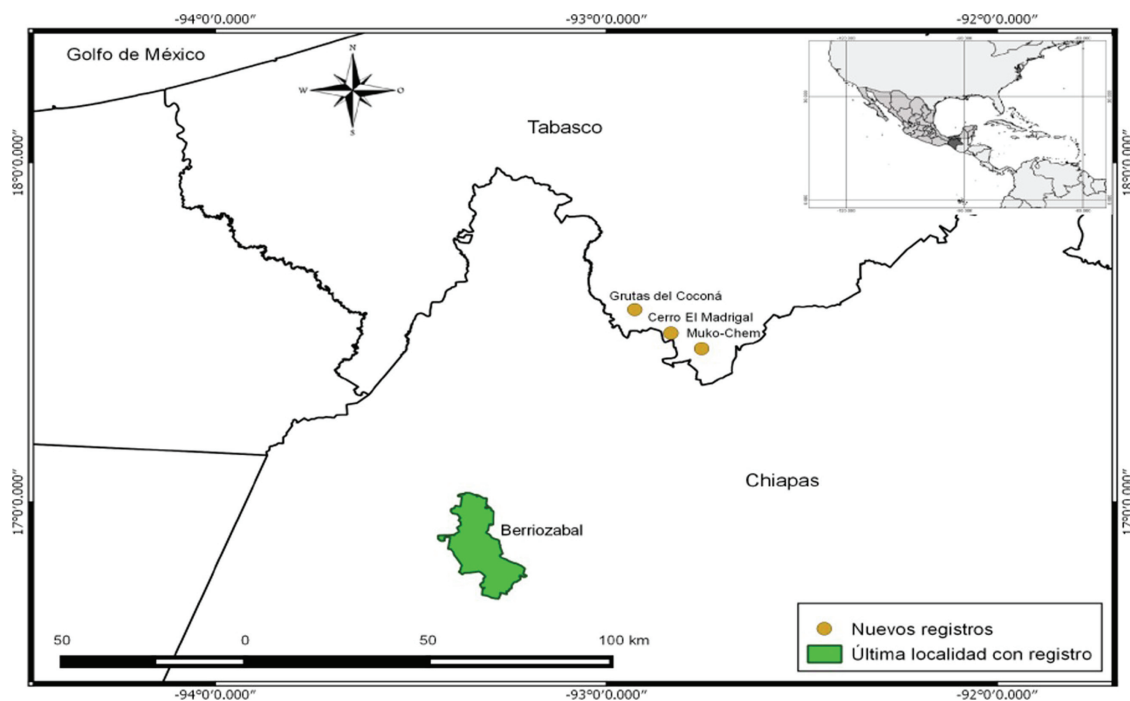 -94°0'0.000″ -93°0'0.000″ -92°0'0.000″
Golfo de México
N
W O
S
Tabasco
18°0'0.000″ 18°0'0.000″
Grutas del Coconá
Cerro El Madrigal
Muko-Chem
Chiapas
17°0'0.000″ 17°0'0.000″
Berriozabal
50 0 50 100 km
Nuevos registros
Última localidad con registro
-94°0'0.000″ -93°0'0.000″ -92°0'0.000″